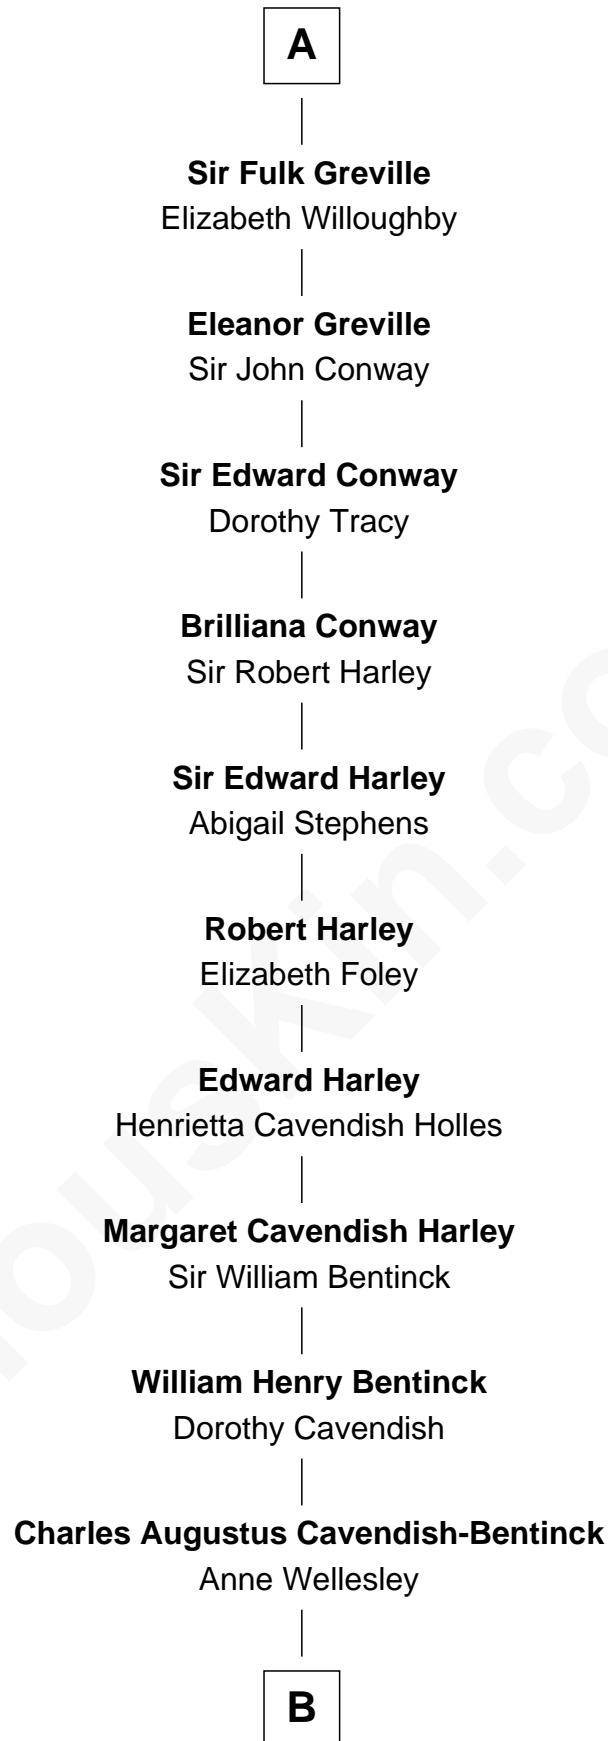 A
Sir Fulk Greville
Elizabeth Willoughby
Eleanor Greville
Sir John Conway
Sir Edward Conway
Dorothy Tracy
Brilliana Conway
Sir Robert Harley
Sir Edward Harley
Abigail Stephens
Robert Harley
Elizabeth Foley
Edward Harley
Henrietta Cavendish Holles
Margaret Cavendish Harley
Sir William Bentinck
William Henry Bentinck
Dorothy Cavendish
Charles Augustus Cavendish-Bentinck
Anne Wellesley
B